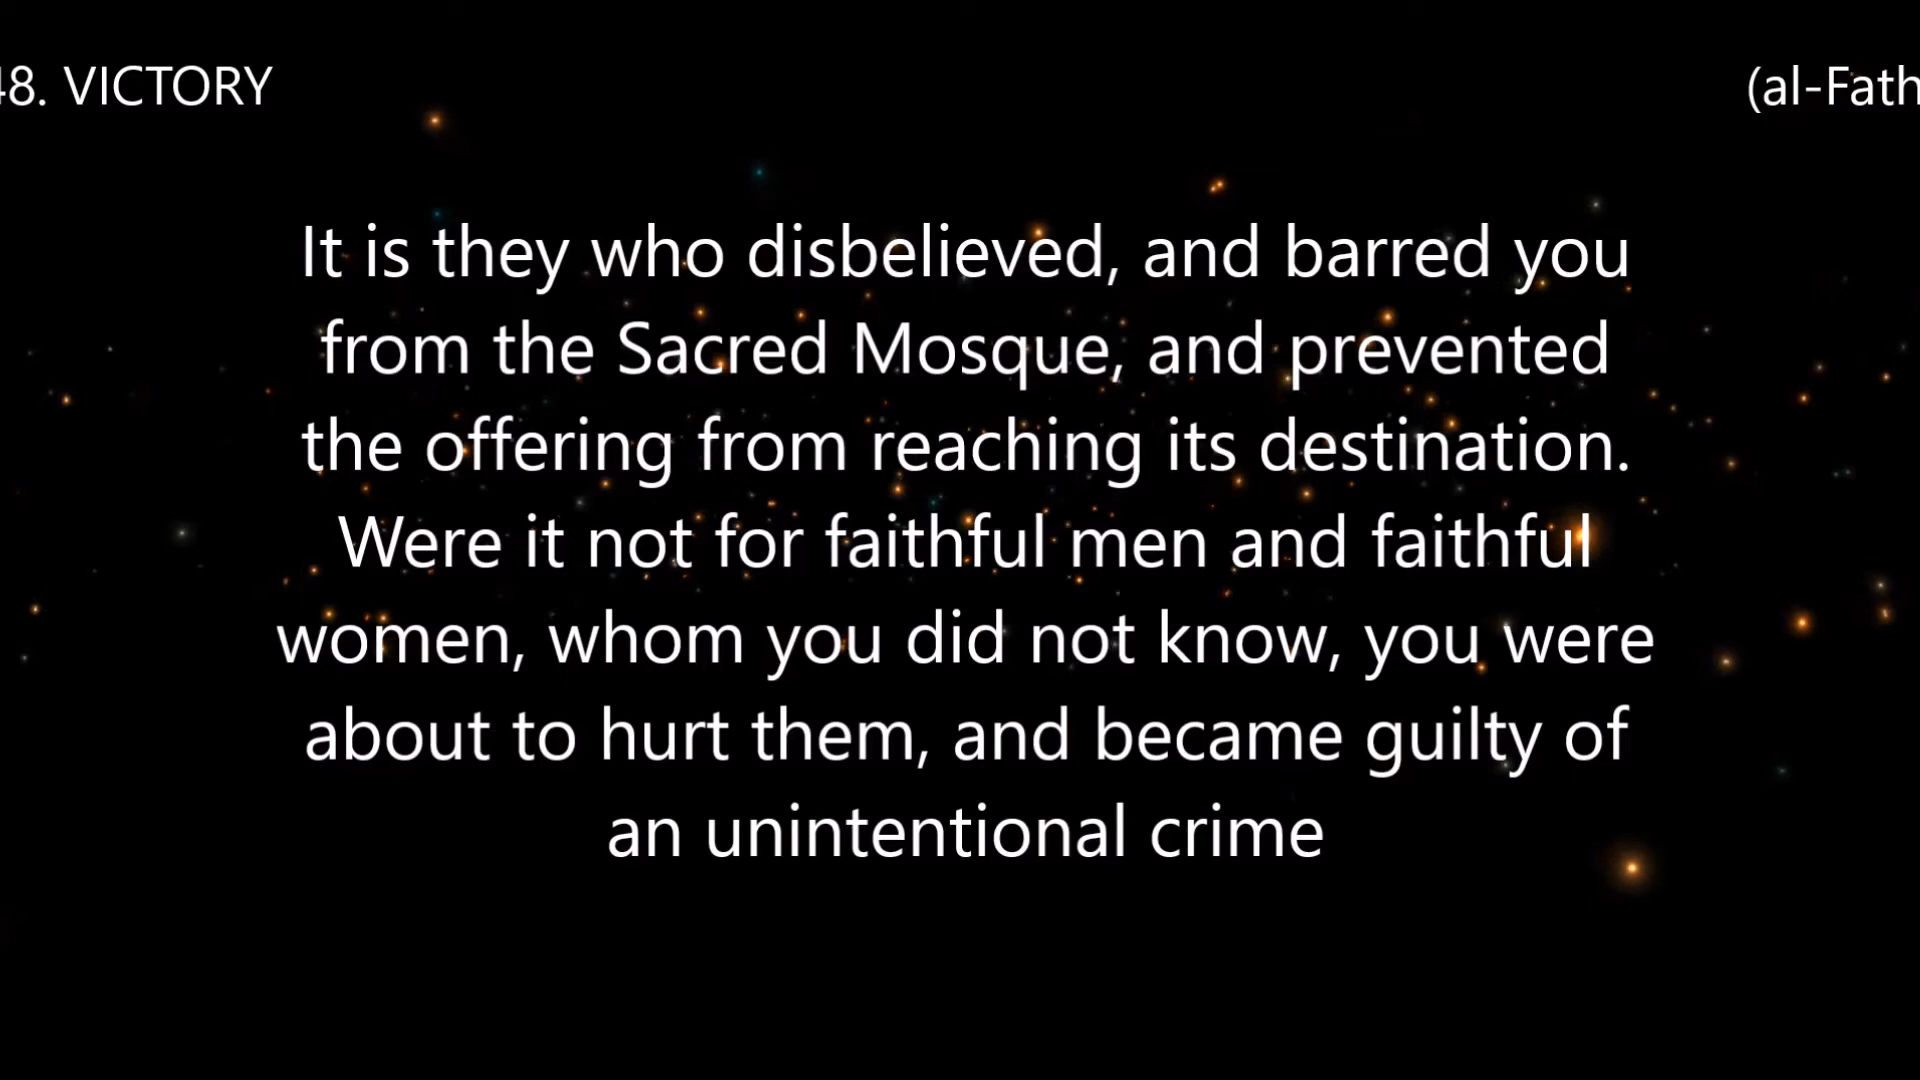 48. VICTORY (al-Fath
It is they who disbelieved, and barred you
from the Sacred Mosque, and prevented
the offering from reaching its destination.
Were it not for faithful men and faithful
women, whom you did not know, you were
about to hurt them, and became guilty of
an unintentional crime